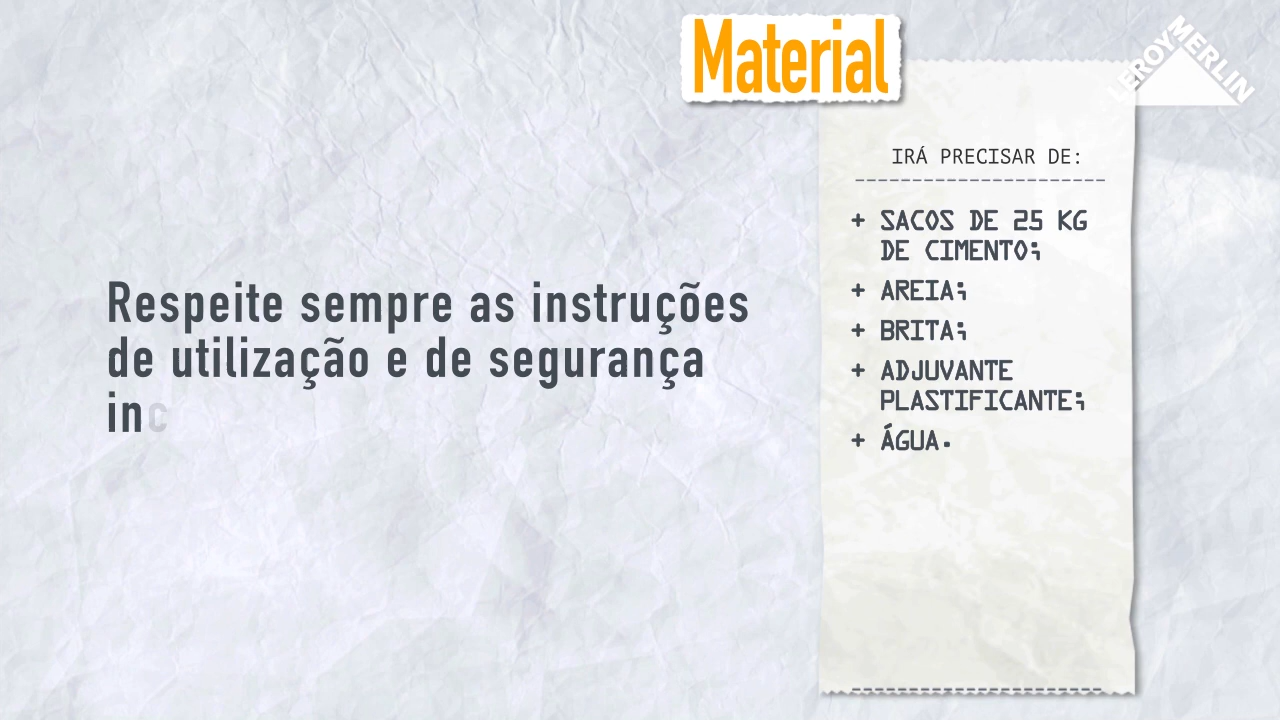 Material
LEROY MERLIN
IRÁ PRECISAR DE:
+ SACOS DE 25 KG
DE CIMENTO;
+ AREIA;
+ BRITA;
+ ADJUVANTE
PLASTIFICANTE;
+ ÁGUA.
Respeite sempre as instruções
de utilização e de segurança
inc